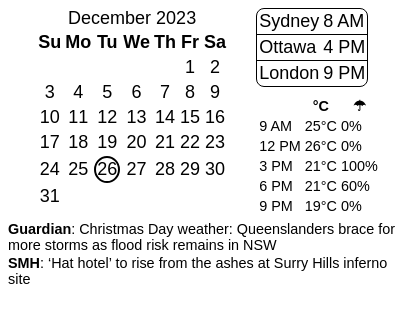 December 2023
Su Mo Tu We Th Fr Sa
1 2
3 4 5 6 7 8 9
10 11 12 13 14 15 16
17 18 19 20 21 22 23
24 25 26 27 28 29 30
31
Sydney 8 AM
Ottawa 4 PM
London 9 PM
°C ☂
9 AM 25°C 0%
12 PM 26°C 0%
3 PM 21°C 100%
6 PM 21°C 60%
9 PM 19°C 0%
Guardian: Christmas Day weather: Queenslanders brace for
more storms as flood risk remains in NSW
SMH: ‘Hat hotel’ to rise from the ashes at Surry Hills inferno
site